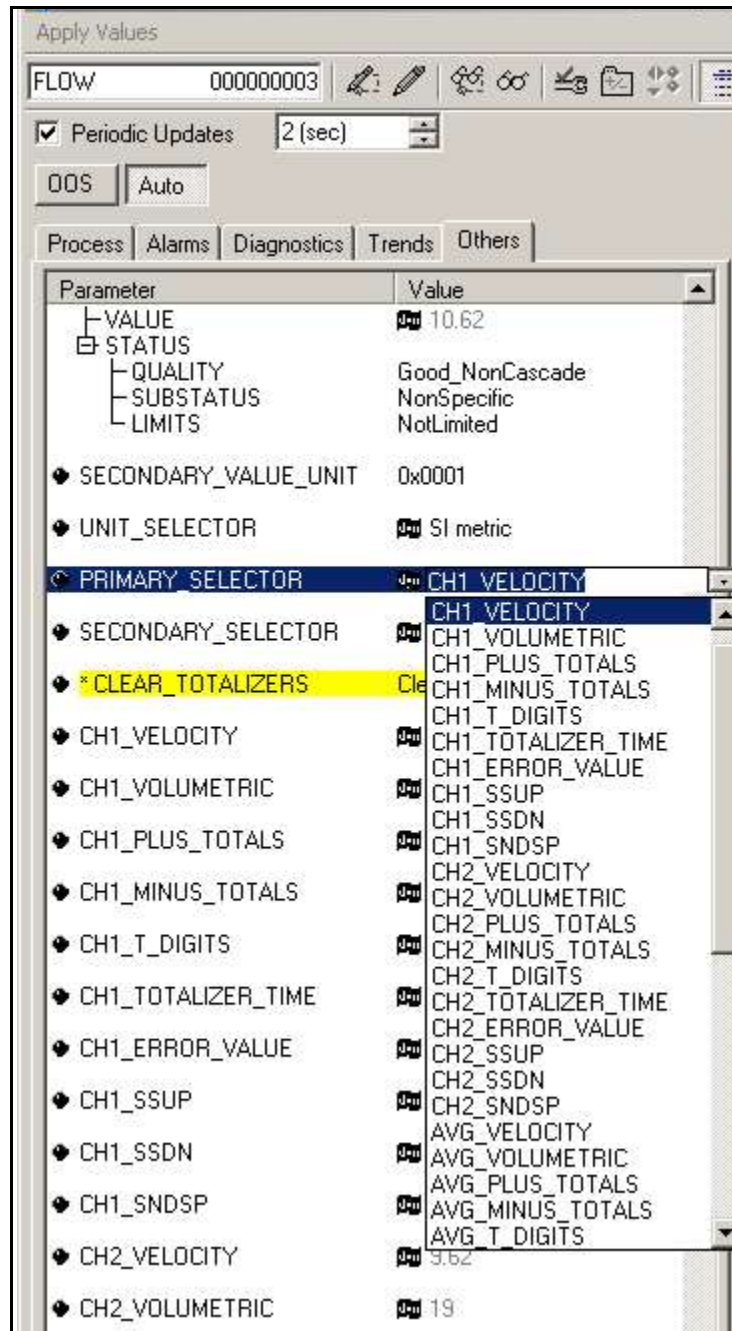 Apply Values
FLOW 000000003
Periodic Updates 2 (sec)
OOS Auto
Process Alarms Diagnostics Trends Others
Parameter Value
VALUE 10.62
STATUS
QUALITY Good_NonCascade
SUBSTATUS NonSpecific
LIMITS NotLimited
SECONDARY_VALUE_UNIT 0x0001
UNIT_SELECTOR SI metric
PRIMARY_SELECTOR CH1_VELOCITY
SECONDARY_SELECTOR
* CLEAR_TOTALIZERS Cle
CH1_VELOCITY
CH1_VOLUMETRIC
CH1_PLUS_TOTALS
CH1_MINUS_TOTALS
CH1_T_DIGITS
CH1_TOTALIZER_TIME
CH1_ERROR_VALUE
CH1_SSUP
CH1_SSDN
CH1_SNDSP
CH2_VELOCITY 9.62
CH2_VOLUMETRIC 19
CH1_VELOCITY
CH1_VOLUMETRIC
CH1_PLUS_TOTALS
CH1_MINUS_TOTALS
CH1_T_DIGITS
CH1_TOTALIZER_TIME
CH1_ERROR_VALUE
CH1_SSUP
CH1_SSDN
CH1_SNDSP
CH2_VELOCITY
CH2_VOLUMETRIC
CH2_PLUS_TOTALS
CH2_MINUS_TOTALS
CH2_T_DIGITS
CH2_TOTALIZER_TIME
CH2_ERROR_VALUE
CH2_SSUP
CH2_SSDN
CH2_SNDSP
AVG_VELOCITY
AVG_VOLUMETRIC
AVG_PLUS_TOTALS
AVG_MINUS_TOTALS
AVG_T_DIGITS